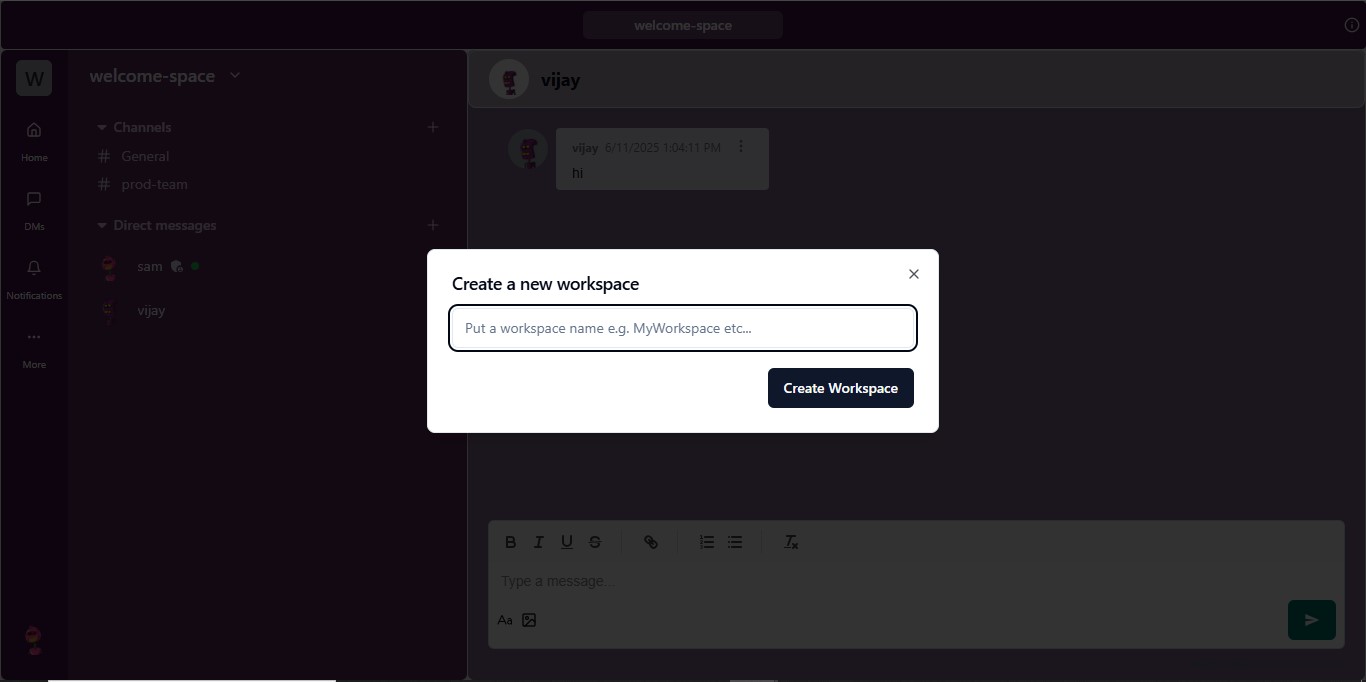 welcome-space
W
welcome-space
vijay
Home
DMs
Notifications
More
Channels
# General
# prod-team
Direct messages
sam
vijay
vijay 6/11/2025 1:04:11 PM
hi
Create a new workspace
Put a workspace name e.g. MyWorkspace etc...
Create Workspace
B I U S
Type a message...
Aa